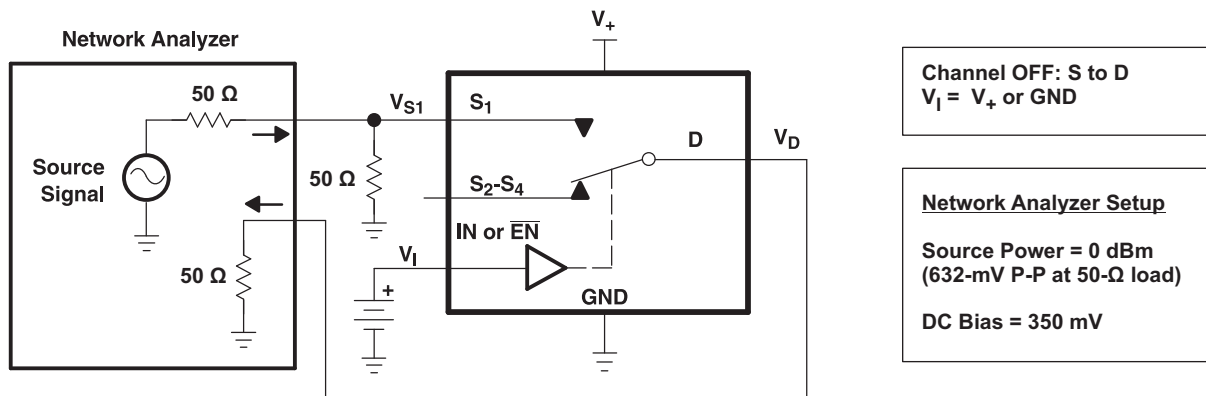 Network Analyzer
50 Ω
Source
Signal
50 Ω
50 Ω
V+
VS1
S1
D
VD
S2-S4
IN or E̅N̅
VI
+
GND
Channel OFF: S to D
VI = V+ or GND
Network Analyzer Setup
Source Power = 0 dBm
(632-mV P-P at 50-Ω load)
DC Bias = 350 mV